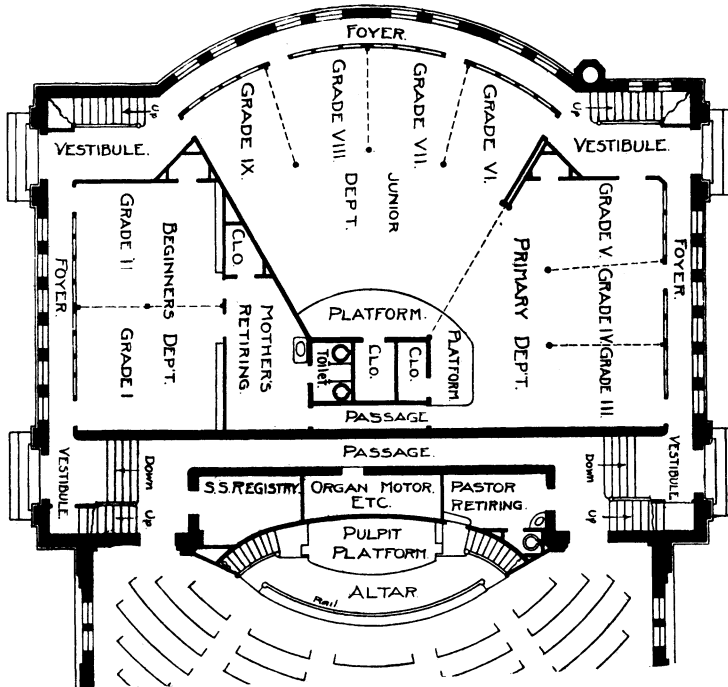 FOYER.
GRADE IX.
GRADE VIII.
GRADE VII.
GRADE VI.
Up
Up
VESTIBULE.
VESTIBULE.
JUNIOR
DEPT.
FOYER.
GRADE II
GRADE I
BEGINNERS DEPT.
CLO.
MOTHER'S
RETIRING.
PLATFORM.
PLATFORM.
Toilet.
CLO.
CLO.
PRIMARY DEPT.
GRADE V.
GRADE IV.
GRADE III.
FOYER.
PASSAGE
PASSAGE.
VESTIBULE.
Down
Up
Down
Up
VESTIBULE
S.S. REGISTRY.
ORGAN MOTOR.
ETC.
PASTOR
RETIRING.
PULPIT
PLATFORM.
ALTAR
Rail